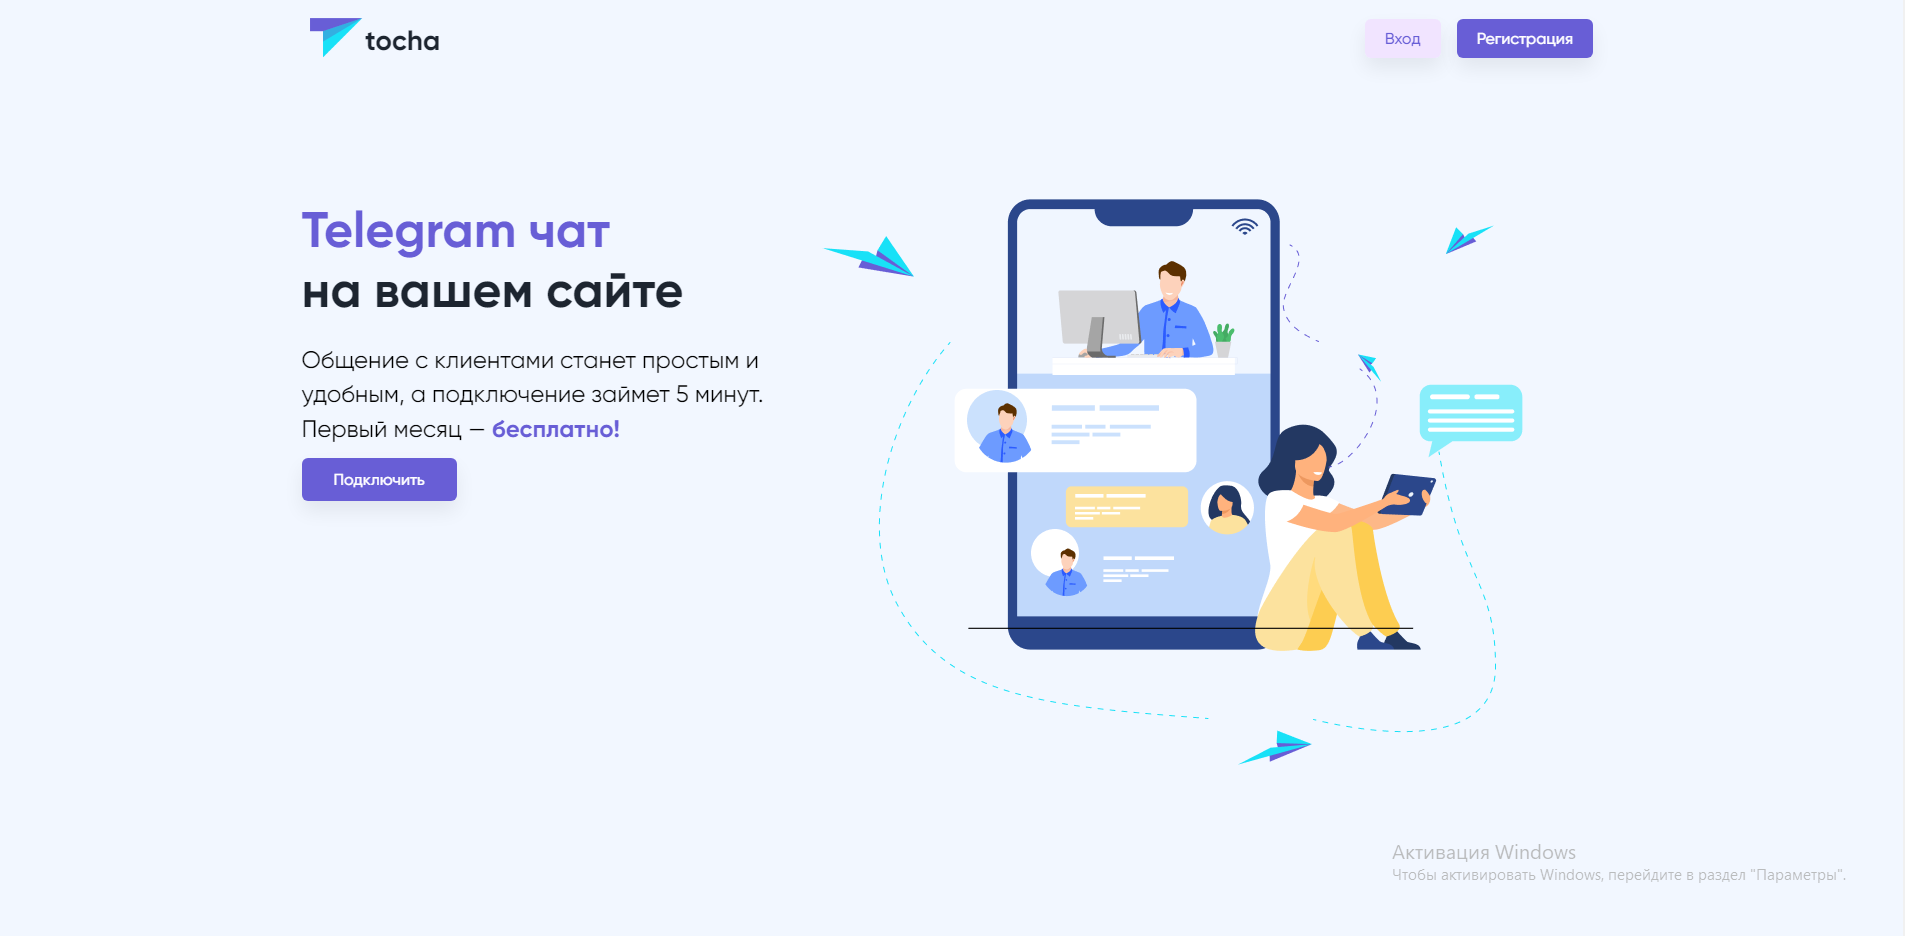 tocha
Вход
Регистрация
Telegram чат
на вашем сайте
Общение с клиентами станет простым и
удобным, а подключение займет 5 минут.
Первый месяц — бесплатно!
Подключить
Активация Windows
Чтобы активировать Windows, перейдите в раздел "Параметры".